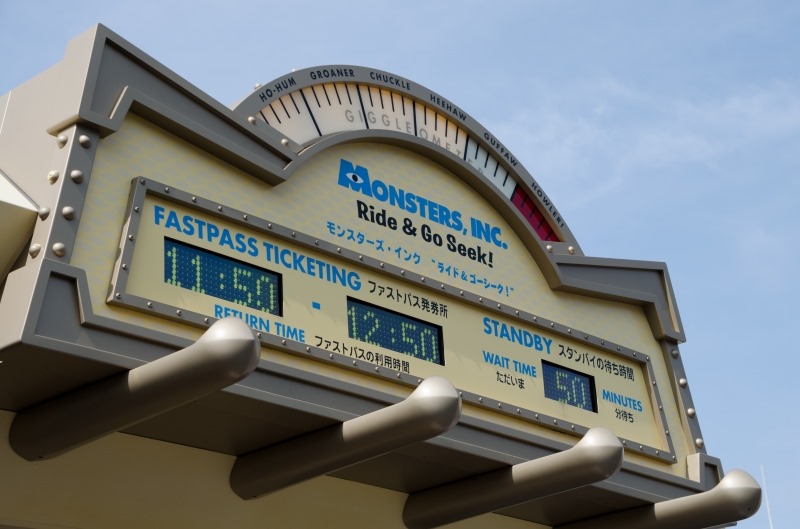 HO-HUM GROANER CHUCKLE HEEHAW GUFFAW HOWLER!
GIGGLEOMETER
MONSTERS, INC.
Ride & Go Seek!
モンスターズ・インク "ライド&ゴーシーク!"
FASTPASS TICKETING ファストパス発券所
11:50 - 12:50
RETURN TIME ファストパスの利用時間
STANDBY スタンバイの待ち時間
WAIT TIME 50 MINUTES
ただいま 分待ち